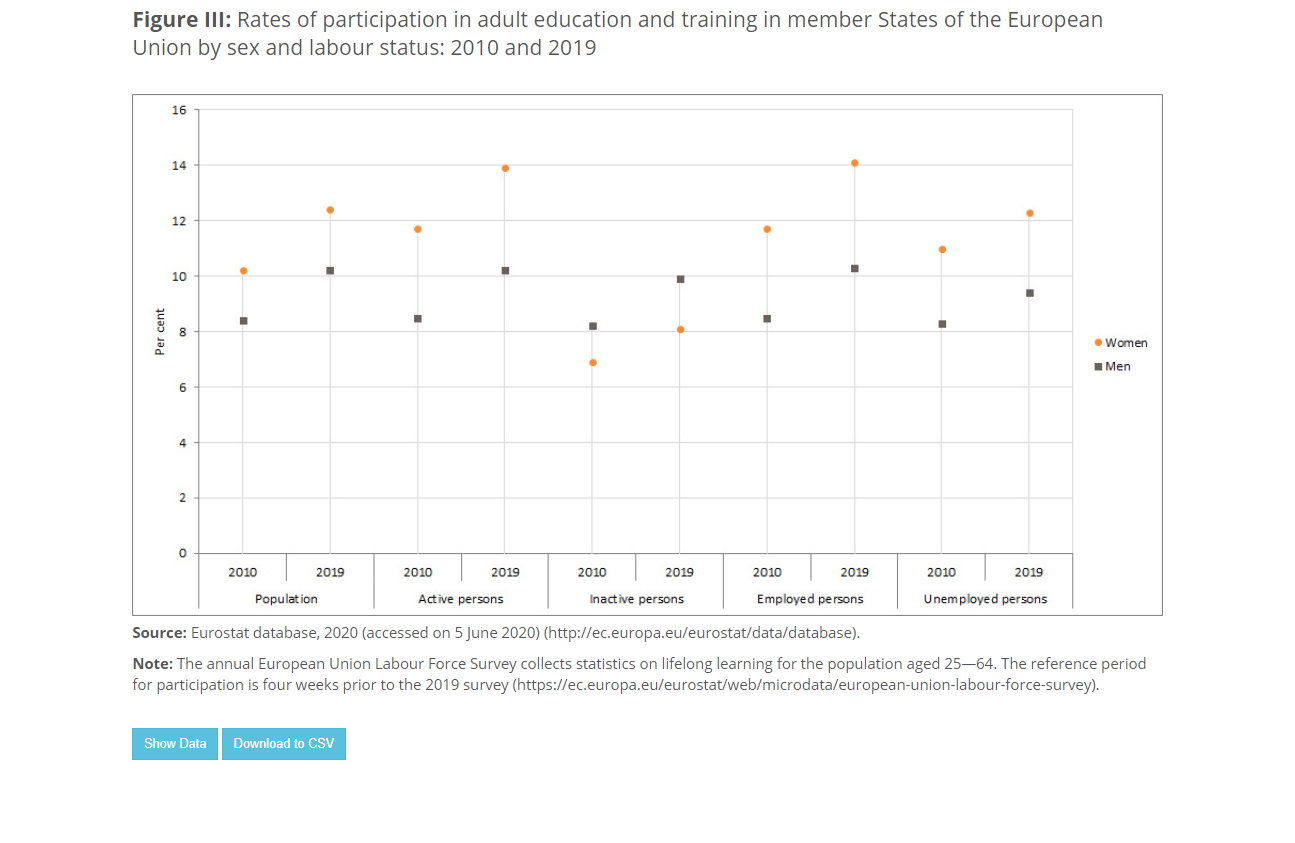 Figure III: Rates of participation in adult education and training in member States of the European
Union by sex and labour status: 2010 and 2019
16
14
12
10
8
6
4
2
0
Per cent
Women
Men
2010 2019 2010 2019 2010 2019 2010 2019 2010 2019
Population Active persons Inactive persons Employed persons Unemployed persons
Source: Eurostat database, 2020 (accessed on 5 June 2020) (http://ec.europa.eu/eurostat/data/database).
Note: The annual European Union Labour Force Survey collects statistics on lifelong learning for the population aged 25—64. The reference period
for participation is four weeks prior to the 2019 survey (https://ec.europa.eu/eurostat/web/microdata/european-union-labour-force-survey).
Show Data Download to CSV